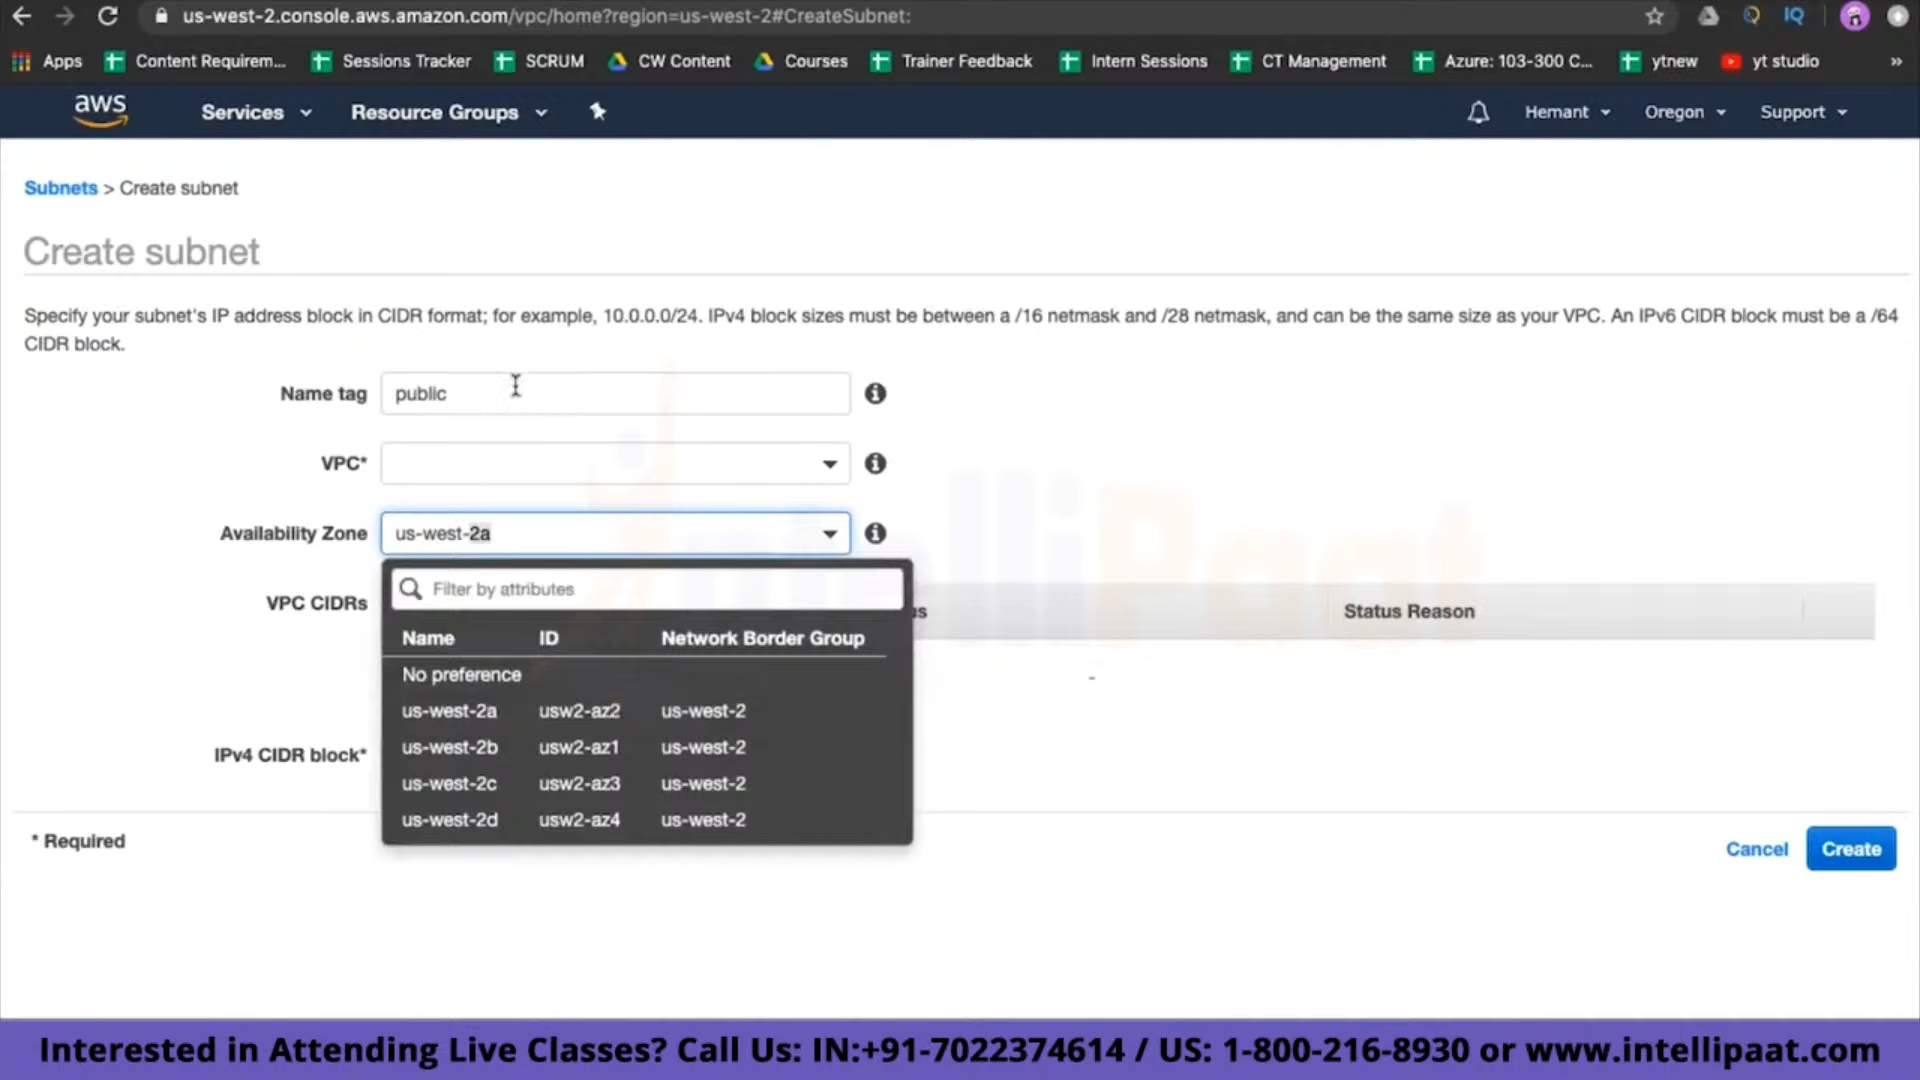 us-west-2.console.aws.amazon.com/vpc/home?region=us-west-2#CreateSubnet:
IQ
Apps Content Requirem... Sessions Tracker SCRUM CW Content Courses Trainer Feedback Intern Sessions CT Management Azure: 103-300 C... ytnew yt studio »
aws Services Resource Groups Hemant Oregon Support
Subnets > Create subnet
Create subnet
Specify your subnet's IP address block in CIDR format; for example, 10.0.0.0/24. IPv4 block sizes must be between a /16 netmask and /28 netmask, and can be the same size as your VPC. An IPv6 CIDR block must be a /64
CIDR block.
Name tag public
VPC*
Availability Zone us-west-2a
Filter by attributes
VPC CIDRs us Status Reason
Name ID Network Border Group
No preference
-
us-west-2a usw2-az2 us-west-2
us-west-2b usw2-az1 us-west-2
IPv4 CIDR block*
us-west-2c usw2-az3 us-west-2
us-west-2d usw2-az4 us-west-2
* Required
Cancel Create
intelliPaat
Interested in Attending Live Classes? Call Us: IN:+91-7022374614 / US: 1-800-216-8930 or www.intellipaat.com